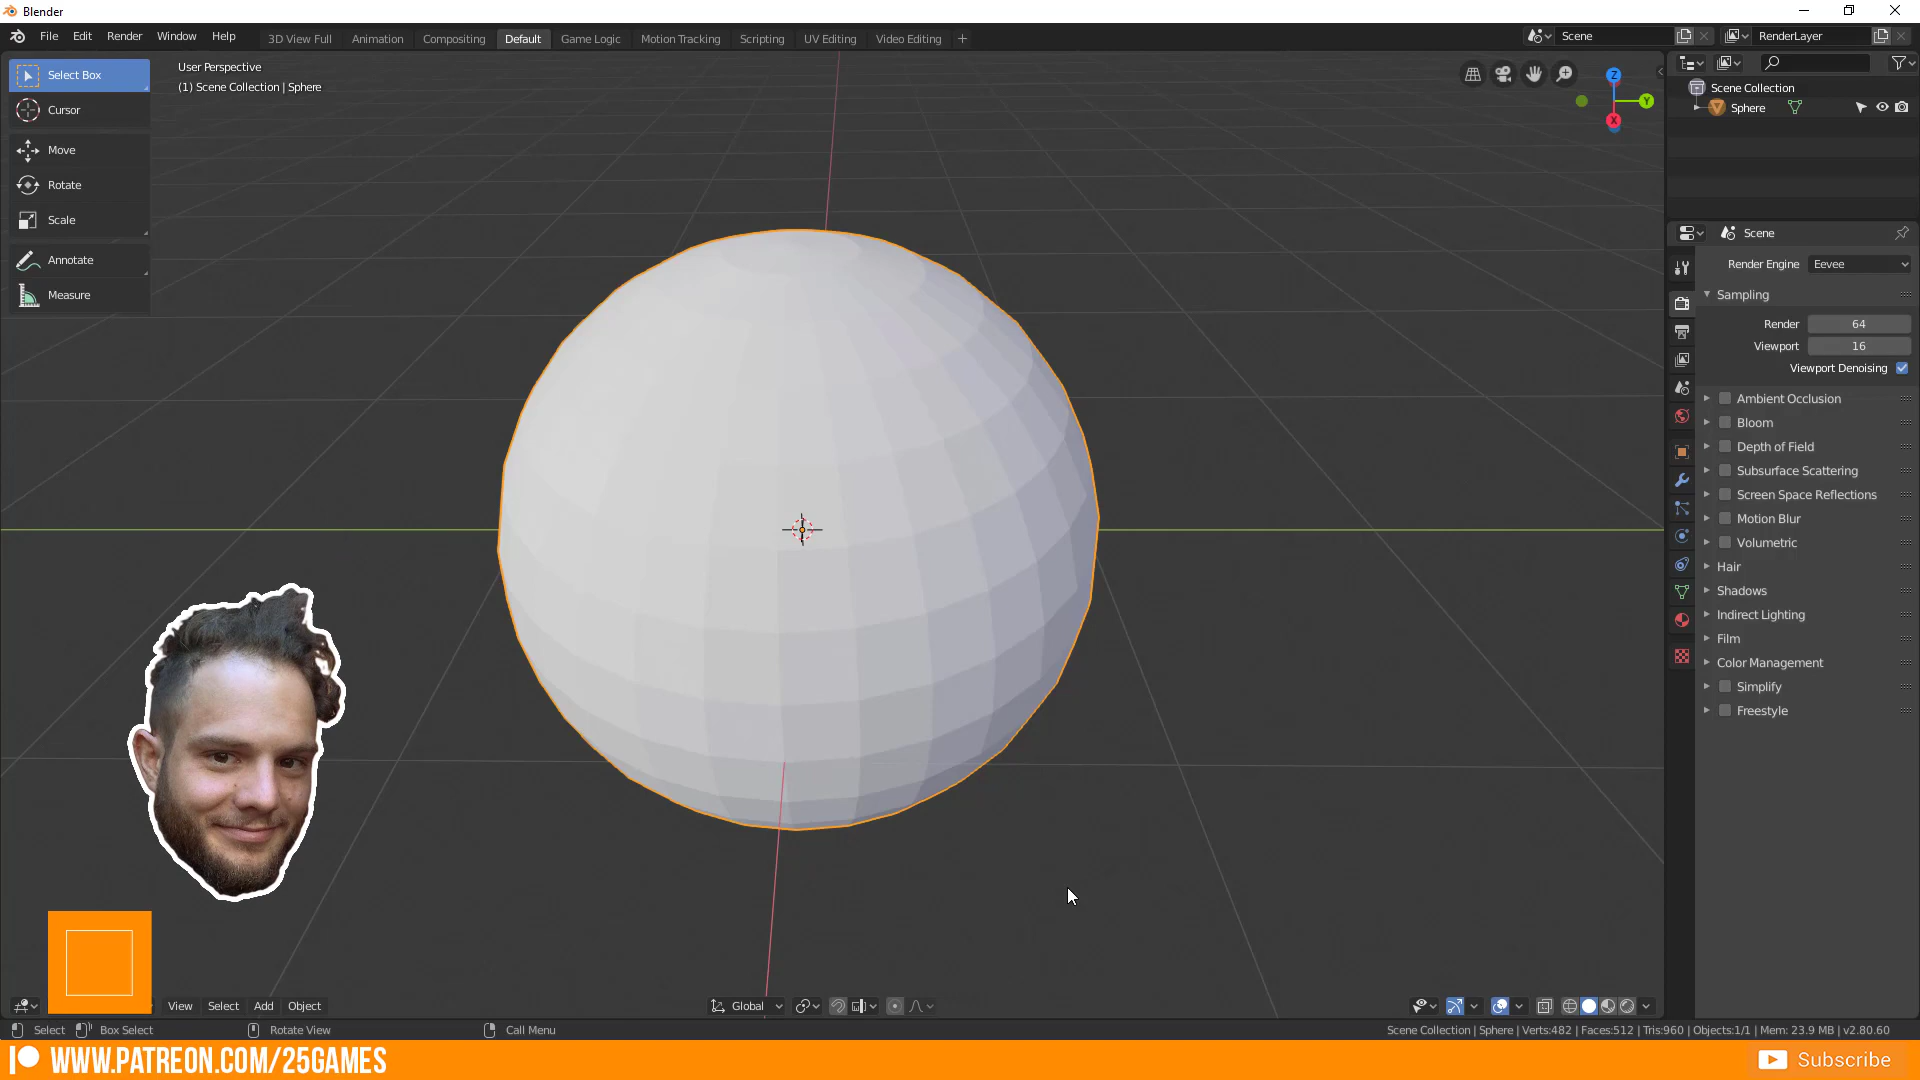 Blender
File Edit Render Window Help
3D View Full Animation Compositing Default Game Logic Motion Tracking Scripting UV Editing Video Editing +
Scene
RenderLayer
Select Box
Cursor
Move
Rotate
Scale
Annotate
Measure
User Perspective
(1) Scene Collection | Sphere
Z
Y
X
Scene Collection
Sphere
Scene
Render Engine Eevee
Sampling
Render 64
Viewport 16
Viewport Denoising
Ambient Occlusion
Bloom
Depth of Field
Subsurface Scattering
Screen Space Reflections
Motion Blur
Volumetric
Hair
Shadows
Indirect Lighting
Film
Color Management
Simplify
Freestyle
View Select Add Object
Global
Select Box Select Rotate View Call Menu
Scene Collection | Sphere | Verts:482 | Faces:512 | Tris:960 | Objects:1/1 | Mem: 23.9 MB | v2.80.60
WWW.PATREON.COM/25GAMES
Subscribe